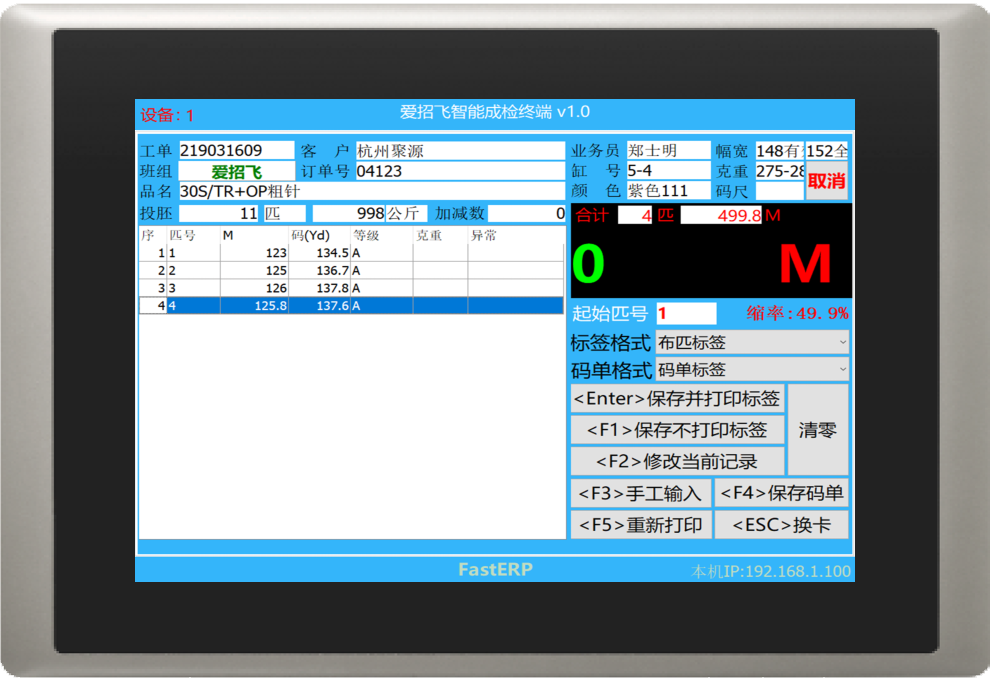 设备：1 爱招飞智能成检终端 v1.0
工单 219031609 客 户 杭州聚源 业务员 郑士明 幅宽 148有 152全
班组 爱招飞 订单号 04123 缸 号 5-4 克重 275-28 取消
品名 30S/TR+OP粗针 颜 色 紫色111 码尺
投胚 11 匹 998 公斤 加减数 0 合计 4 匹 499.8 M
序 匹号 M 码(Yd) 等级 克重 异常
1 1 123 134.5 A
2 2 125 136.7 A
3 3 126 137.8 A
4 4 125.8 137.6 A
0 M
起始匹号 1 缩率:49.9%
标签格式 布匹标签
码单格式 码单标签
<Enter>保存并打印标签
<F1>保存不打印标签 清零
<F2>修改当前记录
<F3>手工输入 <F4>保存码单
<F5>重新打印 <ESC>换卡
FastERP 本机IP:192.168.1.100